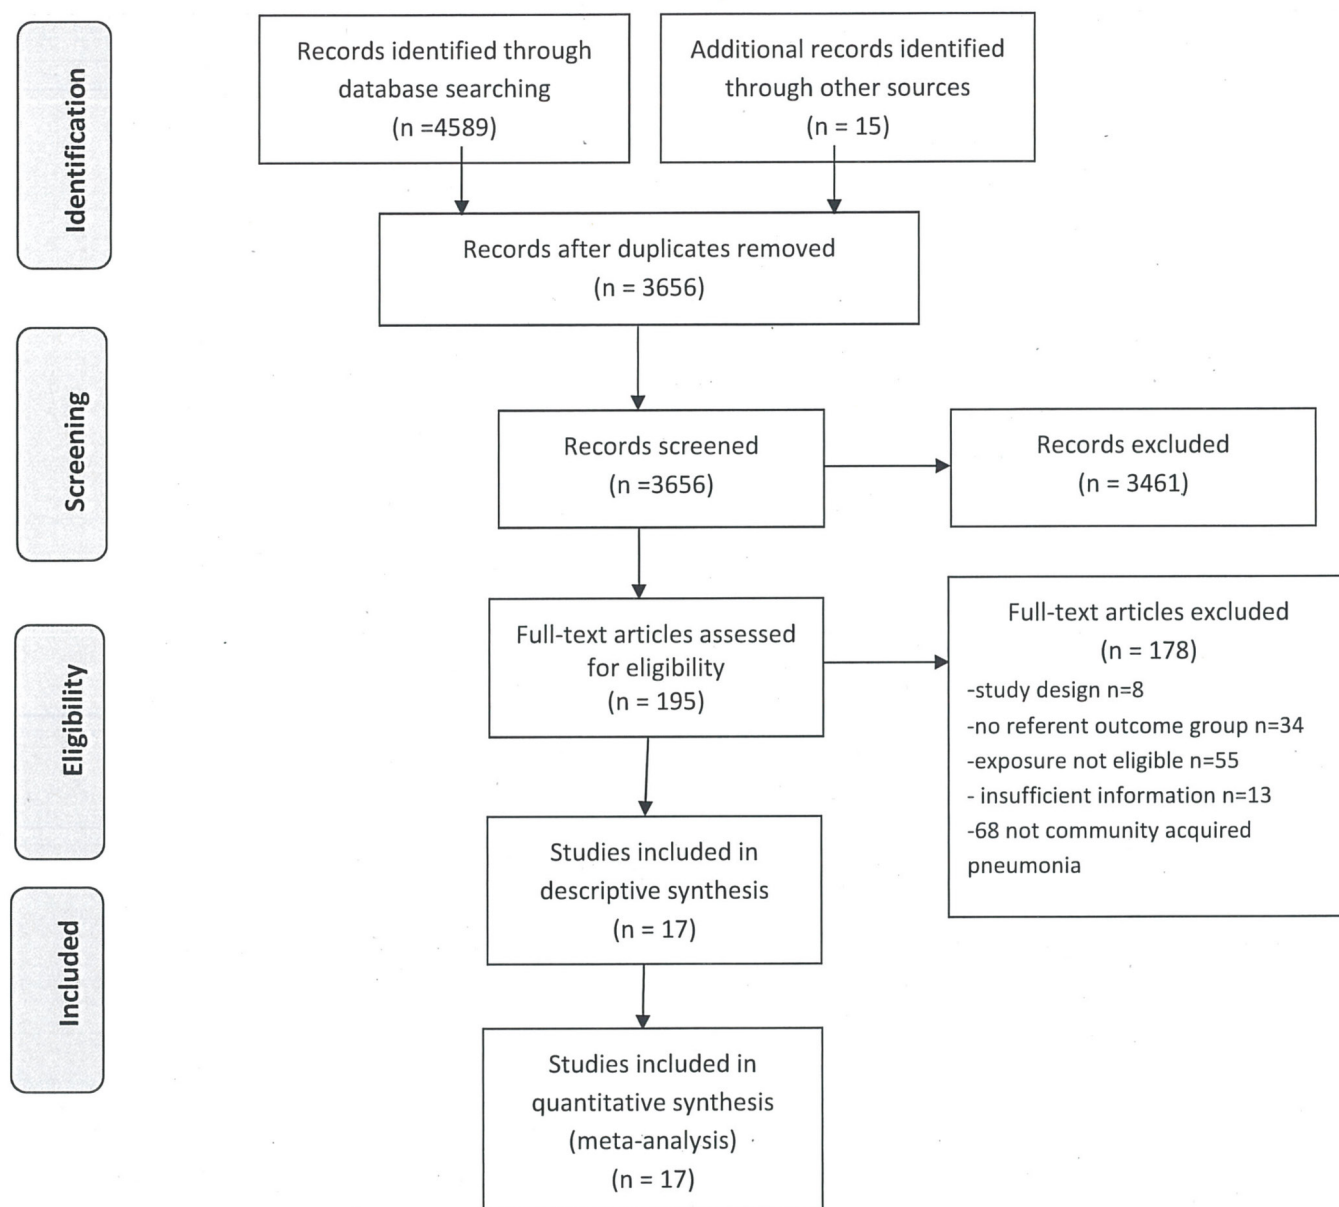 Identification
Records identified through
database searching
(n =4589)
Additional records identified
through other sources
(n = 15)
Records after duplicates removed
(n = 3656)
Screening
Records screened
(n =3656)
Records excluded
(n = 3461)
Eligibility
Full-text articles assessed
for eligibility
(n = 195)
Full-text articles excluded
(n = 178)
-study design n=8
-no referent outcome group n=34
-exposure not eligible n=55
- insufficient information n=13
-68 not community acquired
pneumonia
Included
Studies included in
descriptive synthesis
(n = 17)
Studies included in
quantitative synthesis
(meta-analysis)
(n = 17)